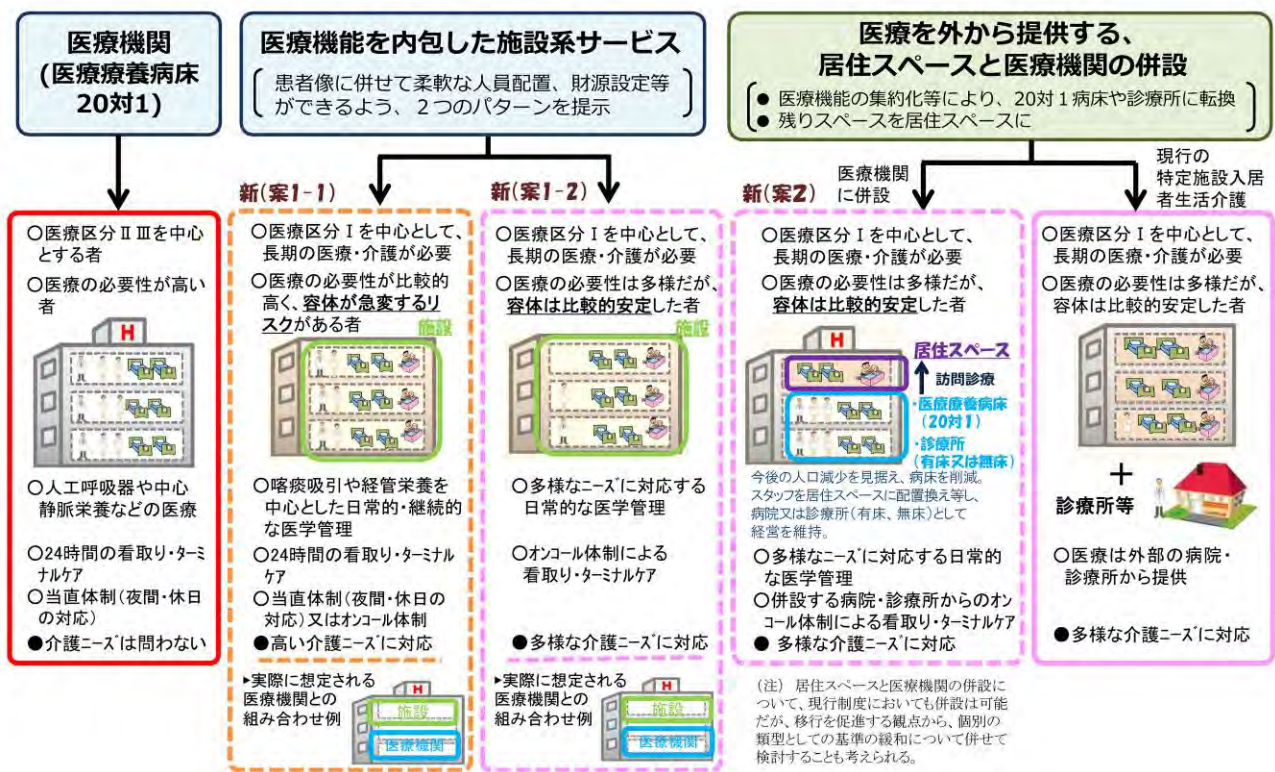 医療機関
(医療療養病床
20対1)
医療機能を内包した施設系サービス
患者像に併せて柔軟な人員配置、財源設定等
ができるよう、２つのパターンを提示
医療を外から提供する、
居住スペースと医療機関の併設
● 医療機能の集約化等により、20対１病床や診療所に転換
● 残りスペースを居住スペースに
○医療区分ⅡⅢを中心
とする者
○医療の必要性が高い
者
H
○人工呼吸器や中心
静脈栄養などの医療
○24時間の看取り・ターミ
ナルケア
○当直体制(夜間・休日
の対応)
●介護ニーズは問わない
新(案1-1)
○医療区分Ⅰを中心として、
長期の医療・介護が必要
○医療の必要性が比較的
高く、容体が急変するリ
スクがある者
施設
○喀痰吸引や経管栄養を
中心とした日常的・継続的
な医学管理
○24時間の看取り・ターミナル
ケア
○当直体制(夜間・休日の
対応)又はオンコール体制
●高い介護ニーズに対応
▸実際に想定される
医療機関との
組み合わせ例
H
施設
医療機関
新(案1-2)
○医療区分Ⅰを中心として、
長期の医療・介護が必要
○医療の必要性は多様だが、
容体は比較的安定した者
施設
○多様なニーズに対応する
日常的な医学管理
○オンコール体制による
看取り・ターミナルケア
●多様な介護ニーズに対応
▸実際に想定される
医療機関との
組み合わせ例
H
施設
医療機関
新(案2)
医療機関
に併設
○医療区分Ⅰを中心として、
長期の医療・介護が必要
○医療の必要性は多様だが、
容体は比較的安定した者
H
居住スペース
訪問診療
・医療療養病床
(20対1)
・診療所
(有床又は無床)
今後の人口減少を見据え、病床を削減。
スタッフを居住スペースに配置換え等し、
病院又は診療所(有床、無床)として
経営を維持。
○多様なニーズに対応する日常的
な医学管理
○併設する病院・診療所からのオン
コール体制による看取り・ターミナルケア
● 多様な介護ニーズに対応
（注） 居住スペースと医療機関の併設に
ついて、現行制度においても併設は可能
だが、移行を促進する観点から、個別の
類型としての基準の緩和について併せて
検討することも考えられる。
現行の
特定施設入居
者生活介護
○医療区分Ⅰを中心として、
長期の医療・介護が必要
○医療の必要性は多様だが、
容体は比較的安定した者
＋
診療所等
○医療は外部の病院・
診療所から提供
●多様な介護ニーズに対応